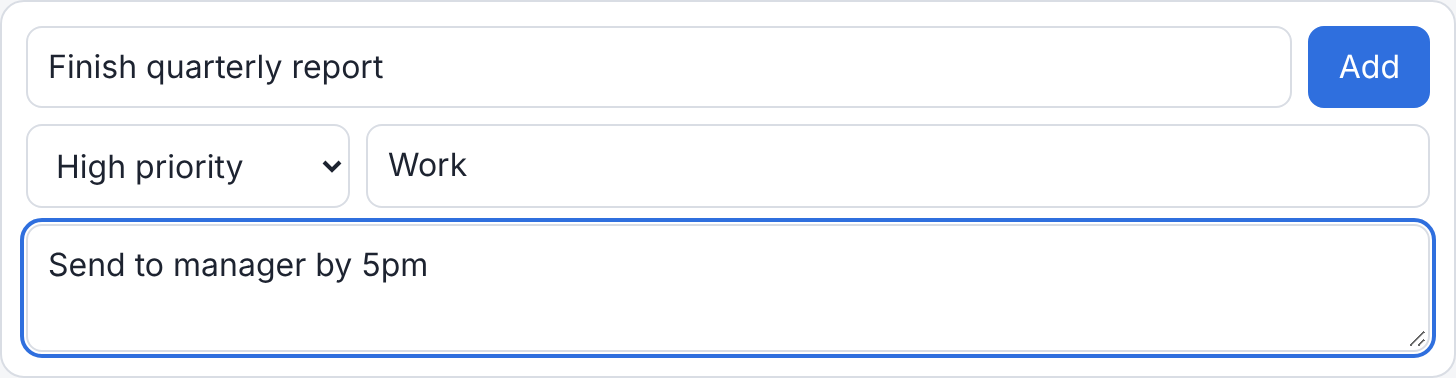 Finish quarterly report
Add
High priority
Work
Send to manager by 5pm